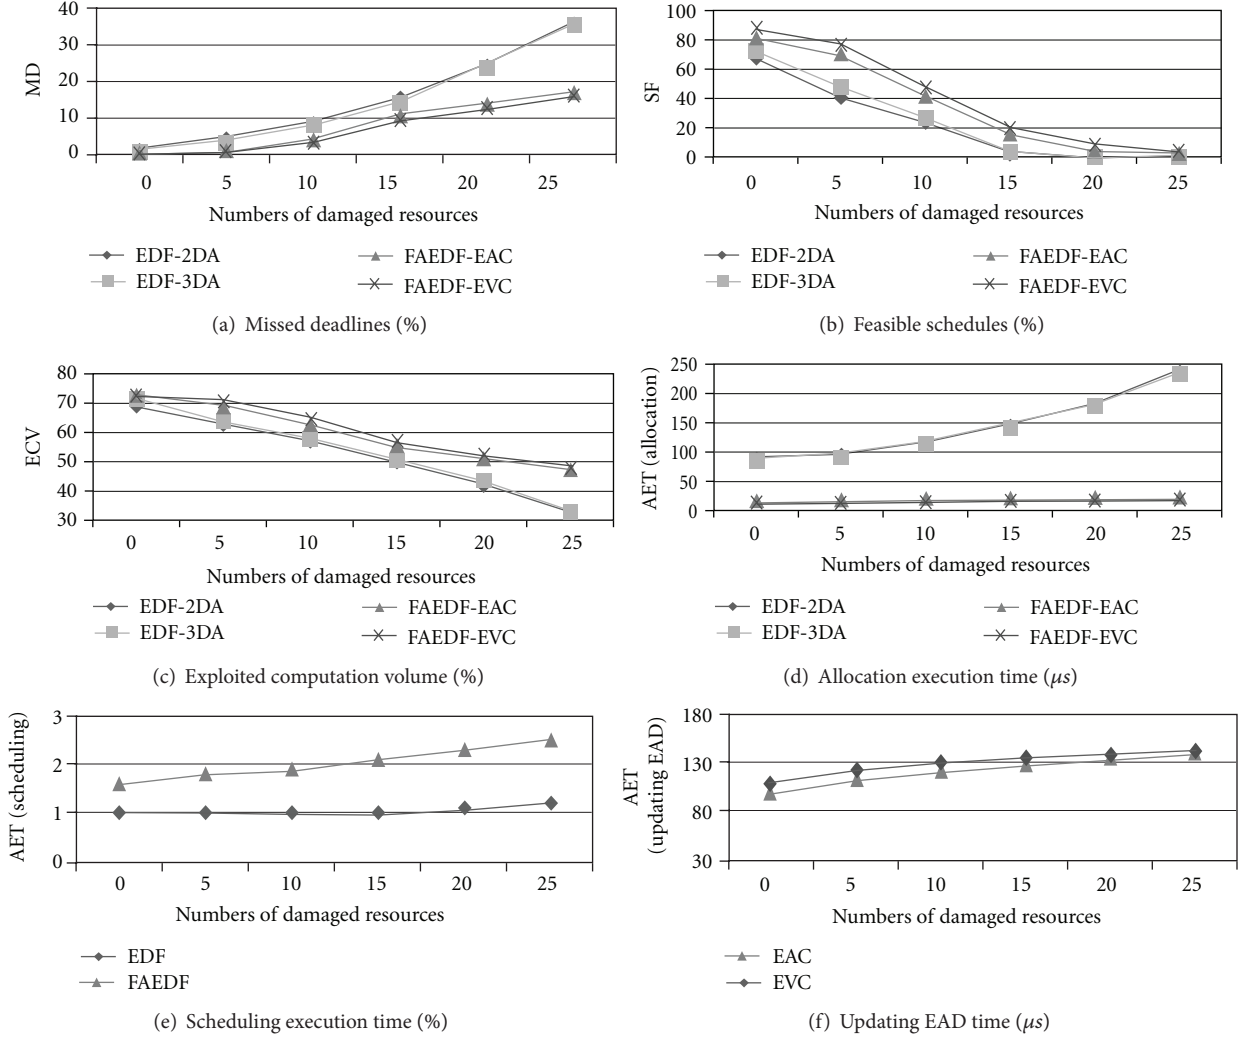 40
30
20
10
0
MD
0 5 10 15 20 25
Numbers of damaged resources
EDF-2DA
EDF-3DA
FAEDF-EAC
FAEDF-EVC
(a) Missed deadlines (%)
100
80
60
40
20
0
SF
0 5 10 15 20 25
Numbers of damaged resources
EDF-2DA
EDF-3DA
FAEDF-EAC
FAEDF-EVC
(b) Feasible schedules (%)
80
70
60
50
40
30
ECV
0 5 10 15 20 25
Numbers of damaged resources
EDF-2DA
EDF-3DA
FAEDF-EAC
FAEDF-EVC
(c) Exploited computation volume (%)
250
200
150
100
50
0
AET (allocation)
0 5 10 15 20 25
Numbers of damaged resources
EDF-2DA
EDF-3DA
FAEDF-EAC
FAEDF-EVC
(d) Allocation execution time (μs)
3
2
1
0
AET (scheduling)
0 5 10 15 20 25
Numbers of damaged resources
EDF
FAEDF
(e) Scheduling execution time (%)
180
130
80
30
AET
(updating EAD)
0 5 10 15 20 25
Numbers of damaged resources
EAC
EVC
(f) Updating EAD time (μs)